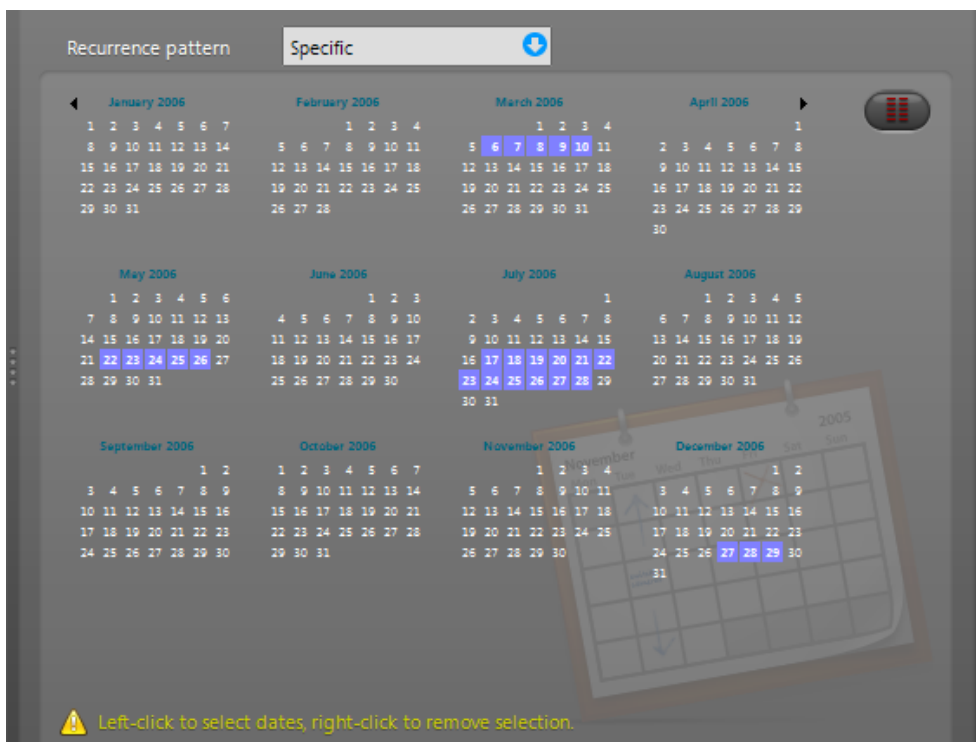 Recurrence pattern Specific
January 2006 February 2006 March 2006 April 2006
1 2 3 4 5 6 7 1 2 3 4 1 2 3 4 1
8 9 10 11 12 13 14 5 6 7 8 9 10 11 5 6 7 8 9 10 11 2 3 4 5 6 7 8
15 16 17 18 19 20 21 12 13 14 15 16 17 18 12 13 14 15 16 17 18 9 10 11 12 13 14 15
22 23 24 25 26 27 28 19 20 21 22 23 24 25 19 20 21 22 23 24 25 16 17 18 19 20 21 22
29 30 31 26 27 28 26 27 28 29 30 31 23 24 25 26 27 28 29
30
May 2006 June 2006 July 2006 August 2006
1 2 3 4 5 6 1 2 3 1 1 2 3 4 5
7 8 9 10 11 12 13 4 5 6 7 8 9 10 2 3 4 5 6 7 8 6 7 8 9 10 11 12
14 15 16 17 18 19 20 11 12 13 14 15 16 17 9 10 11 12 13 14 15 13 14 15 16 17 18 19
21 22 23 24 25 26 27 18 19 20 21 22 23 24 16 17 18 19 20 21 22 20 21 22 23 24 25 26
28 29 30 31 25 26 27 28 29 30 23 24 25 26 27 28 29 27 28 29 30 31
30 31
2005
September 2006 October 2006 November 2006 December 2006
November
Mon Tue Wed Thu Fri Sat Sun
1 2 1 2 3 4 5 6 7 1 2 3 4 1 2
3 4 5 6 7 8 9 8 9 10 11 12 13 14 5 6 7 8 9 10 11 3 4 5 6 7 8 9
10 11 12 13 14 15 16 15 16 17 18 19 20 21 12 13 14 15 16 17 18 10 11 12 13 14 15 16
17 18 19 20 21 22 23 22 23 24 25 26 27 28 19 20 21 22 23 24 25 17 18 19 20 21 22 23
24 25 26 27 28 29 30 29 30 31 26 27 28 29 30 24 25 26 27 28 29 30
31
Left-click to select dates, right-click to remove selection.